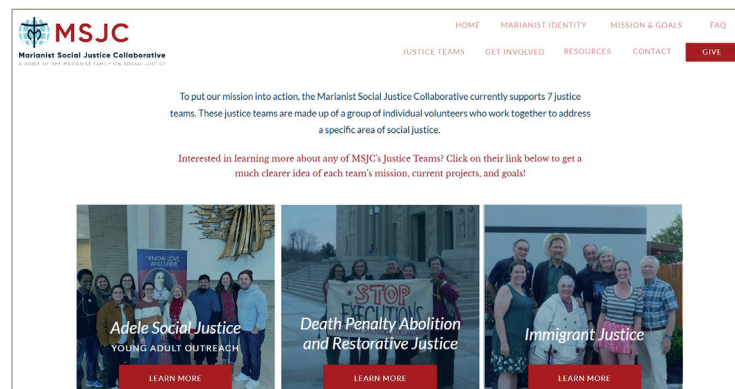 MSJC
Marianist Social Justice Collaborative
A VOICE OF THE MARIANIST FAMILY ON SOCIAL JUSTICE
HOME MARIANIST IDENTITY MISSION & GOALS FAQ
JUSTICE TEAMS GET INVOLVED RESOURCES CONTACT GIVE
To put our mission into action, the Marianist Social Justice Collaborative currently supports 7 justice
teams. These justice teams are made up of a group of individual volunteers who work together to address
a specific area of social justice.
Interested in learning more about any of MSJC's Justice Teams? Click on their link below to get a
much clearer idea of each team's mission, current projects, and goals!
"KNOW, LOVE
AND SERVE
STOP
EXECUTIONS
Adele Social Justice
YOUNG ADULT OUTREACH
LEARN MORE
Death Penalty Abolition
and Restorative Justice
LEARN MORE
Immigrant Justice
LEARN MORE